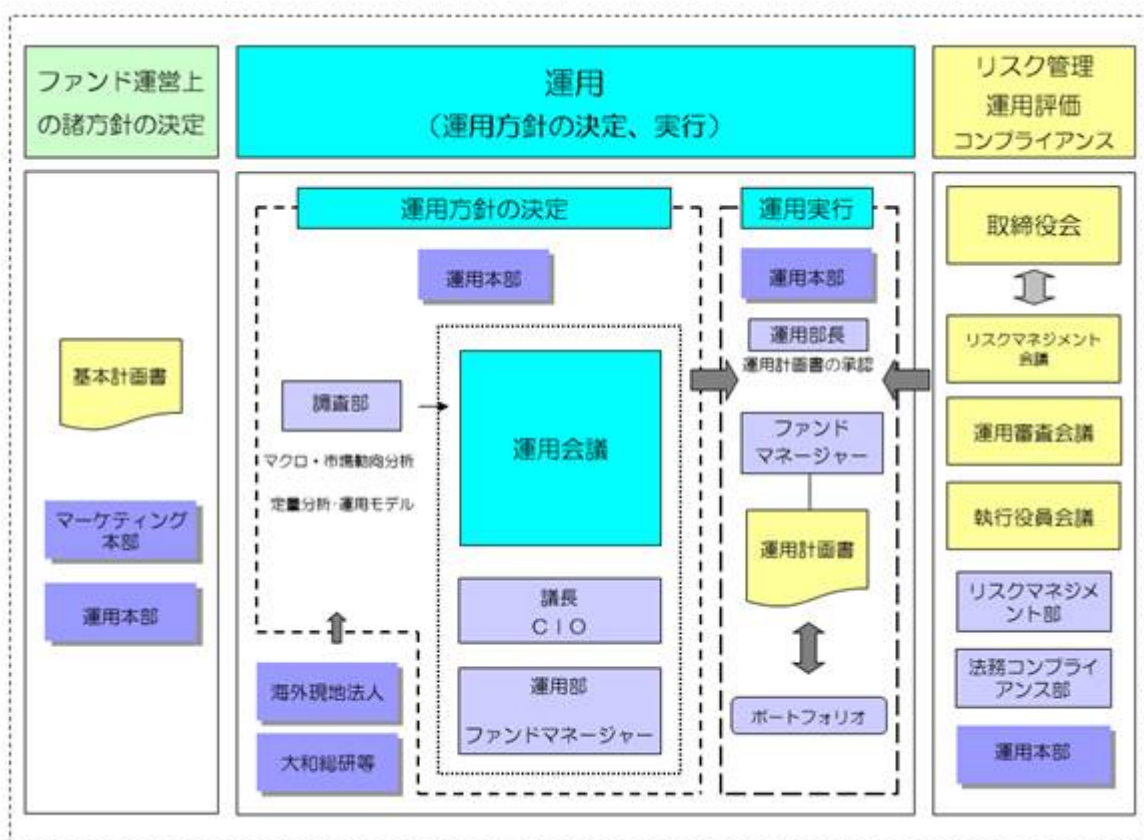 ファンド運営上
の諸方針の決定
運用
（運用方針の決定、実行）
リスク管理
運用評価
コンプライアンス
基本計画書
マーケティング
本部
運用本部
運用方針の決定
運用本部
調査部
マクロ・市場動向分析
定量分析・運用モデル
運用会議
議長
ＣＩＯ
運用部
ファンドマネージャー
海外現地法人
大和総研等
運用実行
運用本部
運用部長
運用計画書の承認
ファンド
マネージャー
運用計画書
ポートフォリオ
取締役会
リスクマネジメント
会議
運用審査会議
執行役員会議
リスクマネジメ
ント部
法務コンプライ
アンス部
運用本部